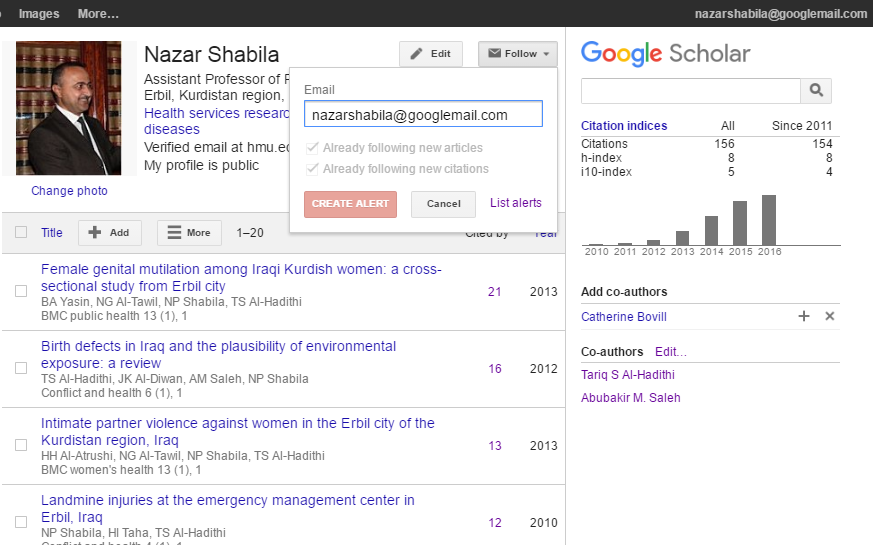 Images More… nazarshabila@googlemail.com
Nazar Shabila
Edit
Follow
Assistant Professor of
Erbil, Kurdistan region,
Health services
diseases
Verified email at
My profile is public
Change photo
Email
nazarshabila@googlemail.com
Already following new articles
Already following new citations
CREATE ALERT
Cancel
List alerts
Title
Add
More
1–20
Cited by Year
Female genital mutilation among Iraqi Kurdish women: a cross-
sectional study from Erbil city
BA Yasin, NG Al-Tawil, NP Shabila, TS Al-Hadithi
BMC public health 13 (1), 1
21 2013
Birth defects in Iraq and the plausibility of environmental
exposure: a review
TS Al-Hadithi, JK Al-Diwan, AM Saleh, NP Shabila
Conflict and health 6 (1), 1
16 2012
Intimate partner violence against women in the Erbil city of the
Kurdistan region, Iraq
HH Al-Atrushi, NG Al-Tawil, NP Shabila, TS Al-Hadithi
BMC women's health 13 (1), 1
13 2013
Landmine injuries at the emergency management center in
Erbil, Iraq
NP Shabila, HI Taha, TS Al-Hadithi
Conflict and health 4 (1), 1
12 2010
Google Scholar
Citation indices All Since 2011
Citations 156 154
h-index 8 8
i10-index 5 4
2010 2011 2012 2013 2014 2015 2016
Add co-authors
Catherine Bovill
Co-authors Edit…
Tariq S Al-Hadithi
Abubakir M. Saleh